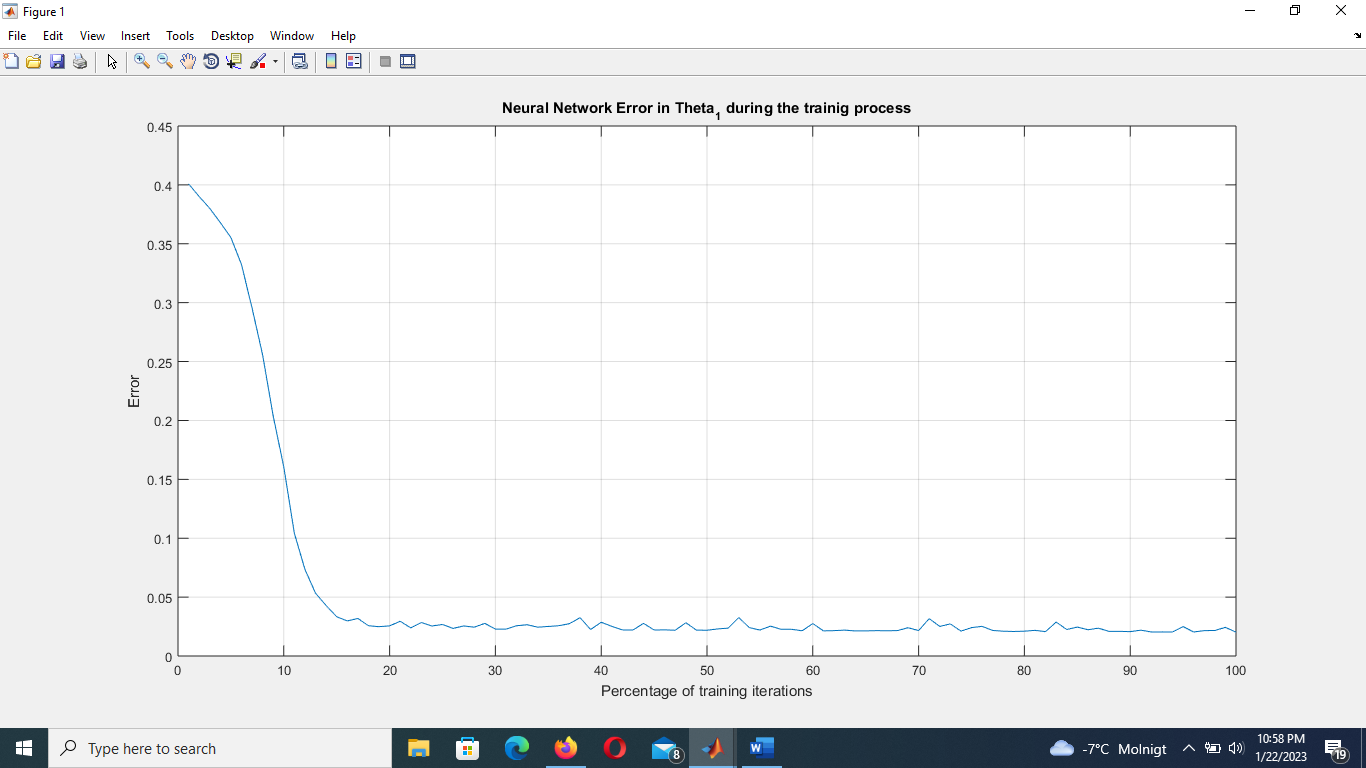 Figure 1
File Edit View Insert Tools Desktop Window Help
Neural Network Error in Theta1 during the trainig process
0.45
0.4
0.35
0.3
0.25
0.2
0.15
0.1
0.05
0
Error
0 10 20 30 40 50 60 70 80 90 100
Percentage of training iterations
Type here to search
8
-7°C Molnigt
10:58 PM
1/22/2023
19